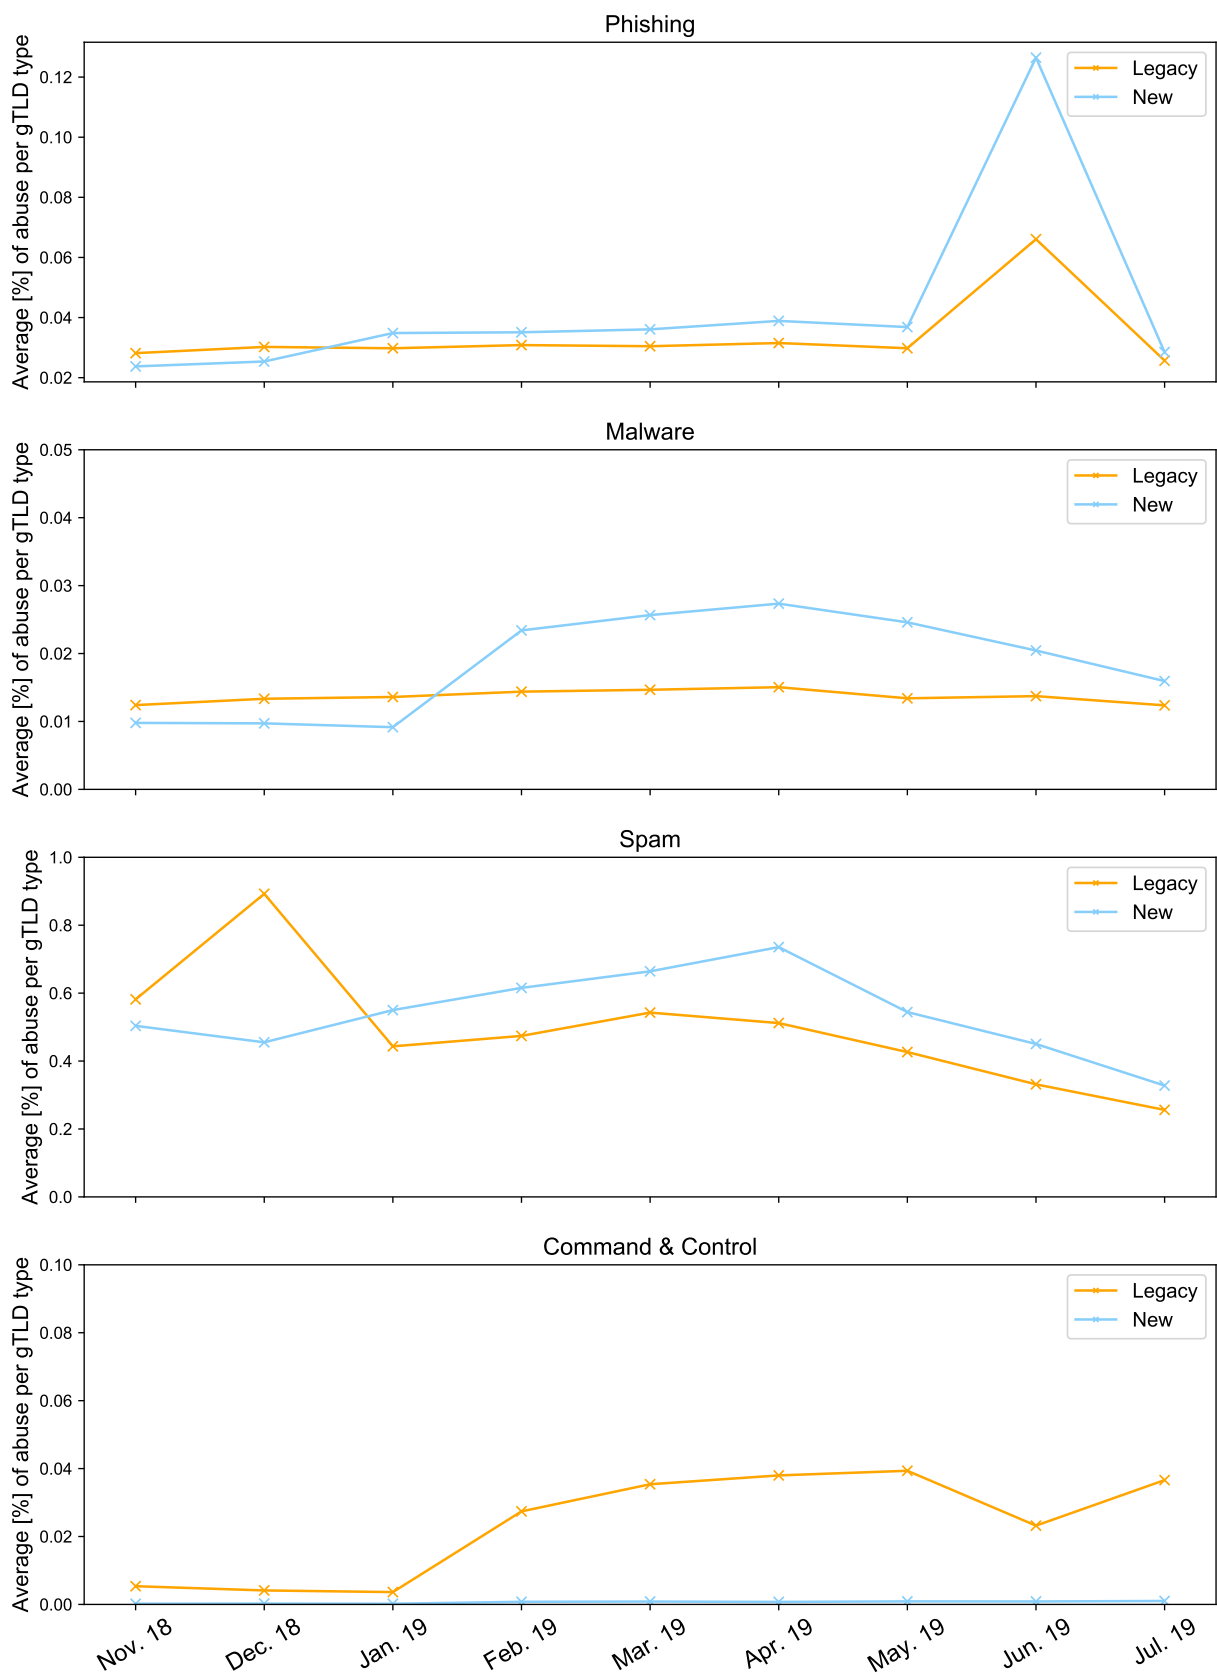 Phishing
Average [%] of abuse per gTLD type
0.12
0.10
0.08
0.06
0.04
0.02
Legacy
New
Malware
Average [%] of abuse per gTLD type
0.05
0.04
0.03
0.02
0.01
0.00
Legacy
New
Spam
Average [%] of abuse per gTLD type
1.0
0.8
0.6
0.4
0.2
0.0
Legacy
New
Command & Control
Average [%] of abuse per gTLD type
0.10
0.08
0.06
0.04
0.02
0.00
Legacy
New
Nov. 18
Dec. 18
Jan. 19
Feb. 19
Mar. 19
Apr. 19
May. 19
Jun. 19
Jul. 19